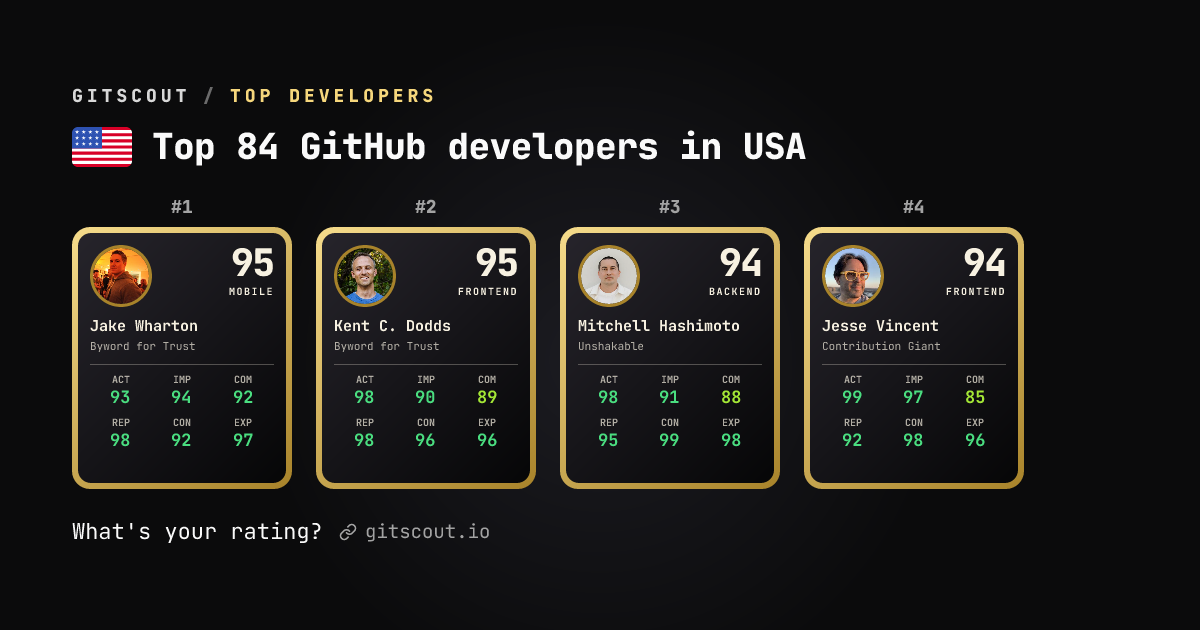 GITSCOUT / TOP DEVELOPERS
Top 84 GitHub developers in USA
#1
95
MOBILE
Jake Wharton
Byword for Trust
ACT IMP COM
93 94 92
REP CON EXP
98 92 97
#2
95
FRONTEND
Kent C. Dodds
Byword for Trust
ACT IMP COM
98 90 89
REP CON EXP
98 96 96
#3
94
BACKEND
Mitchell Hashimoto
Unshakable
ACT IMP COM
98 91 88
REP CON EXP
95 99 98
#4
94
FRONTEND
Jesse Vincent
Contribution Giant
ACT IMP COM
99 97 85
REP CON EXP
92 98 96
What's your rating? gitscout.io